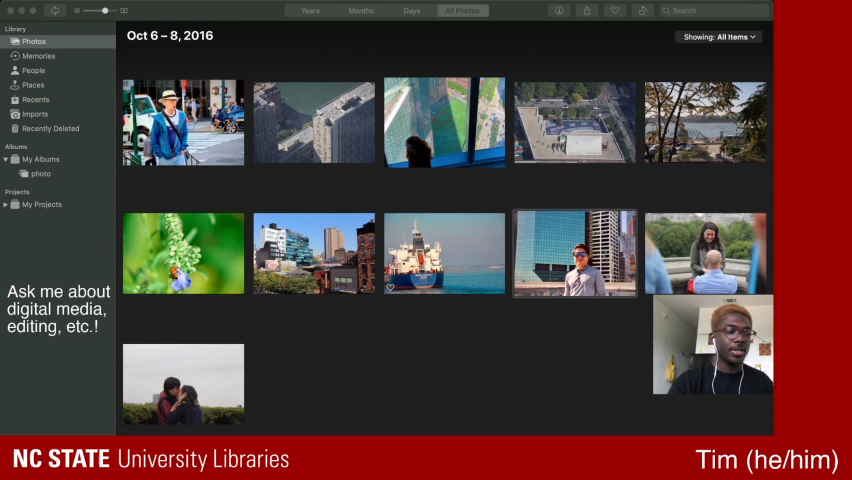 Years Months Days All Photos
Search
Library
Photos
Memories
People
Places
Recents
Imports
Recently Deleted
Albums
My Albums
photo
Projects
My Projects
Oct 6 – 8, 2016
Showing: All Items
Ask me about
digital media,
editing, etc.!
NC STATE University Libraries
Tim (he/him)